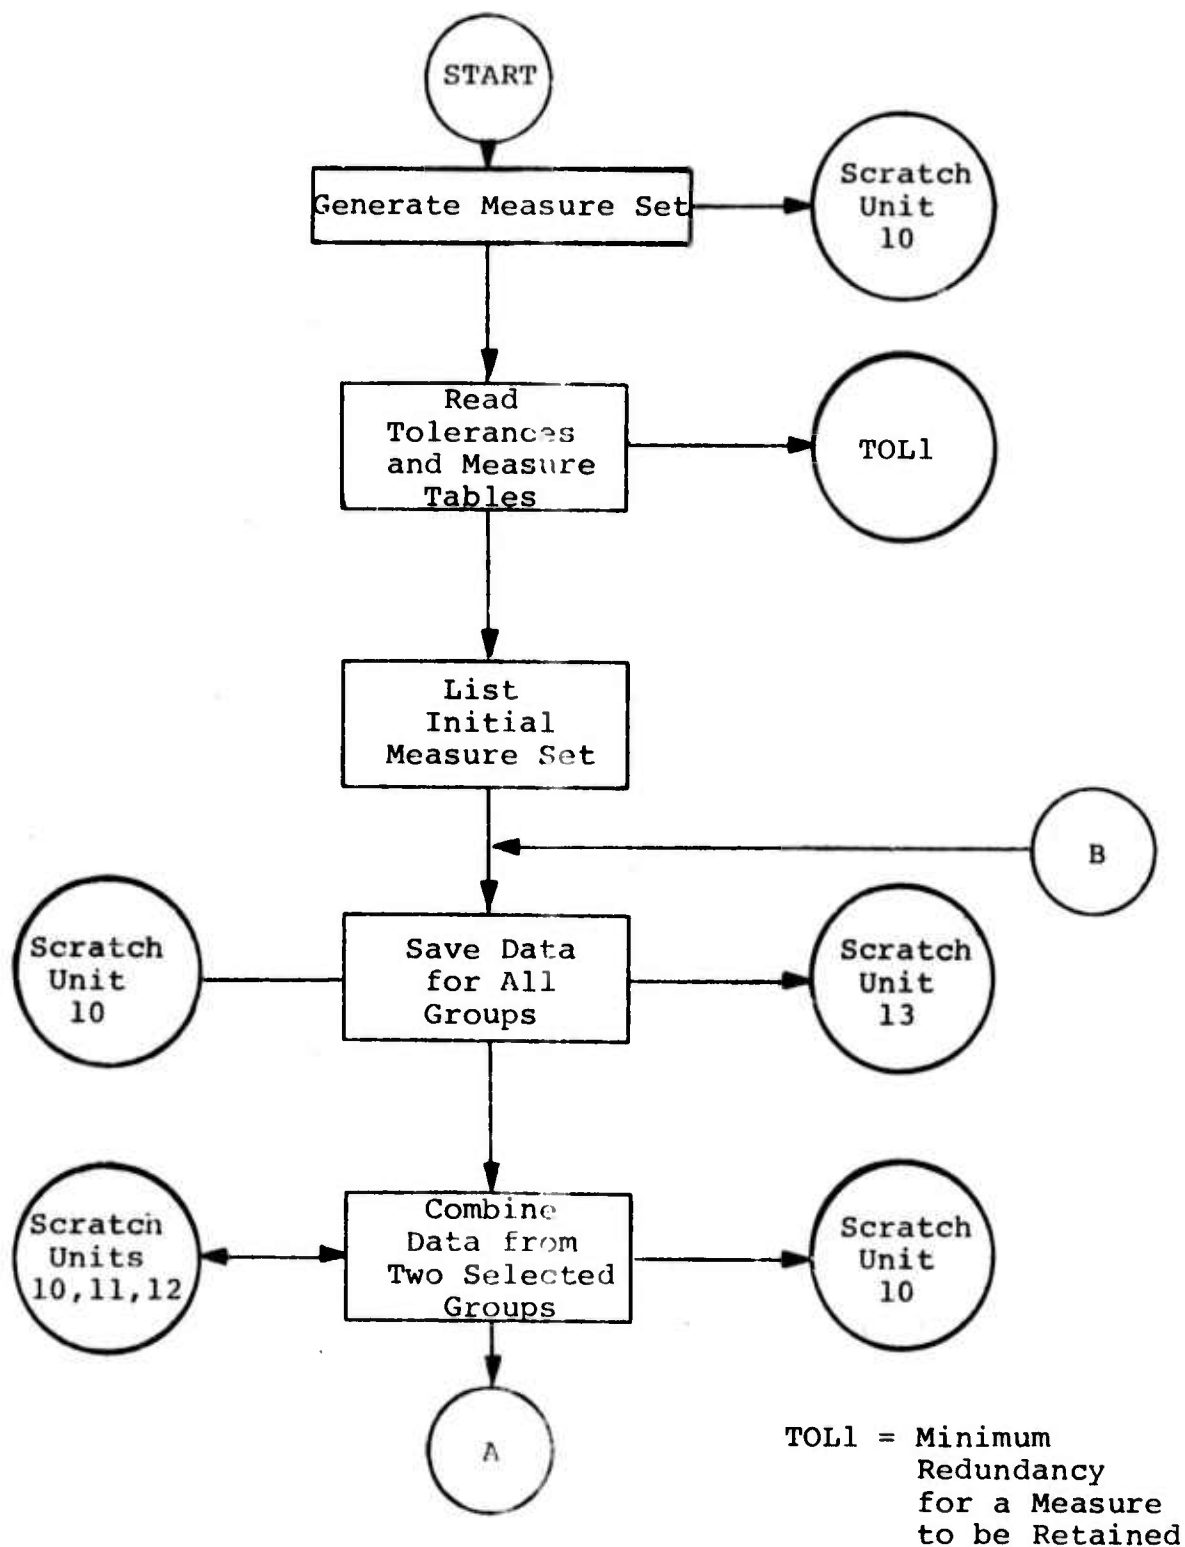 START
Generate Measure Set
Scratch
Unit
10
Read
Tolerances
and Measure
Tables
TOL1
List
Initial
Measure Set
B
Scratch
Unit
10
Save Data
for All
Groups
Scratch
Unit
13
Scratch
Units
10,11,12
Combine
Data from
Two Selected
Groups
Scratch
Unit
10
A
TOL1 = Minimum
Redundancy
for a Measure
to be Retained